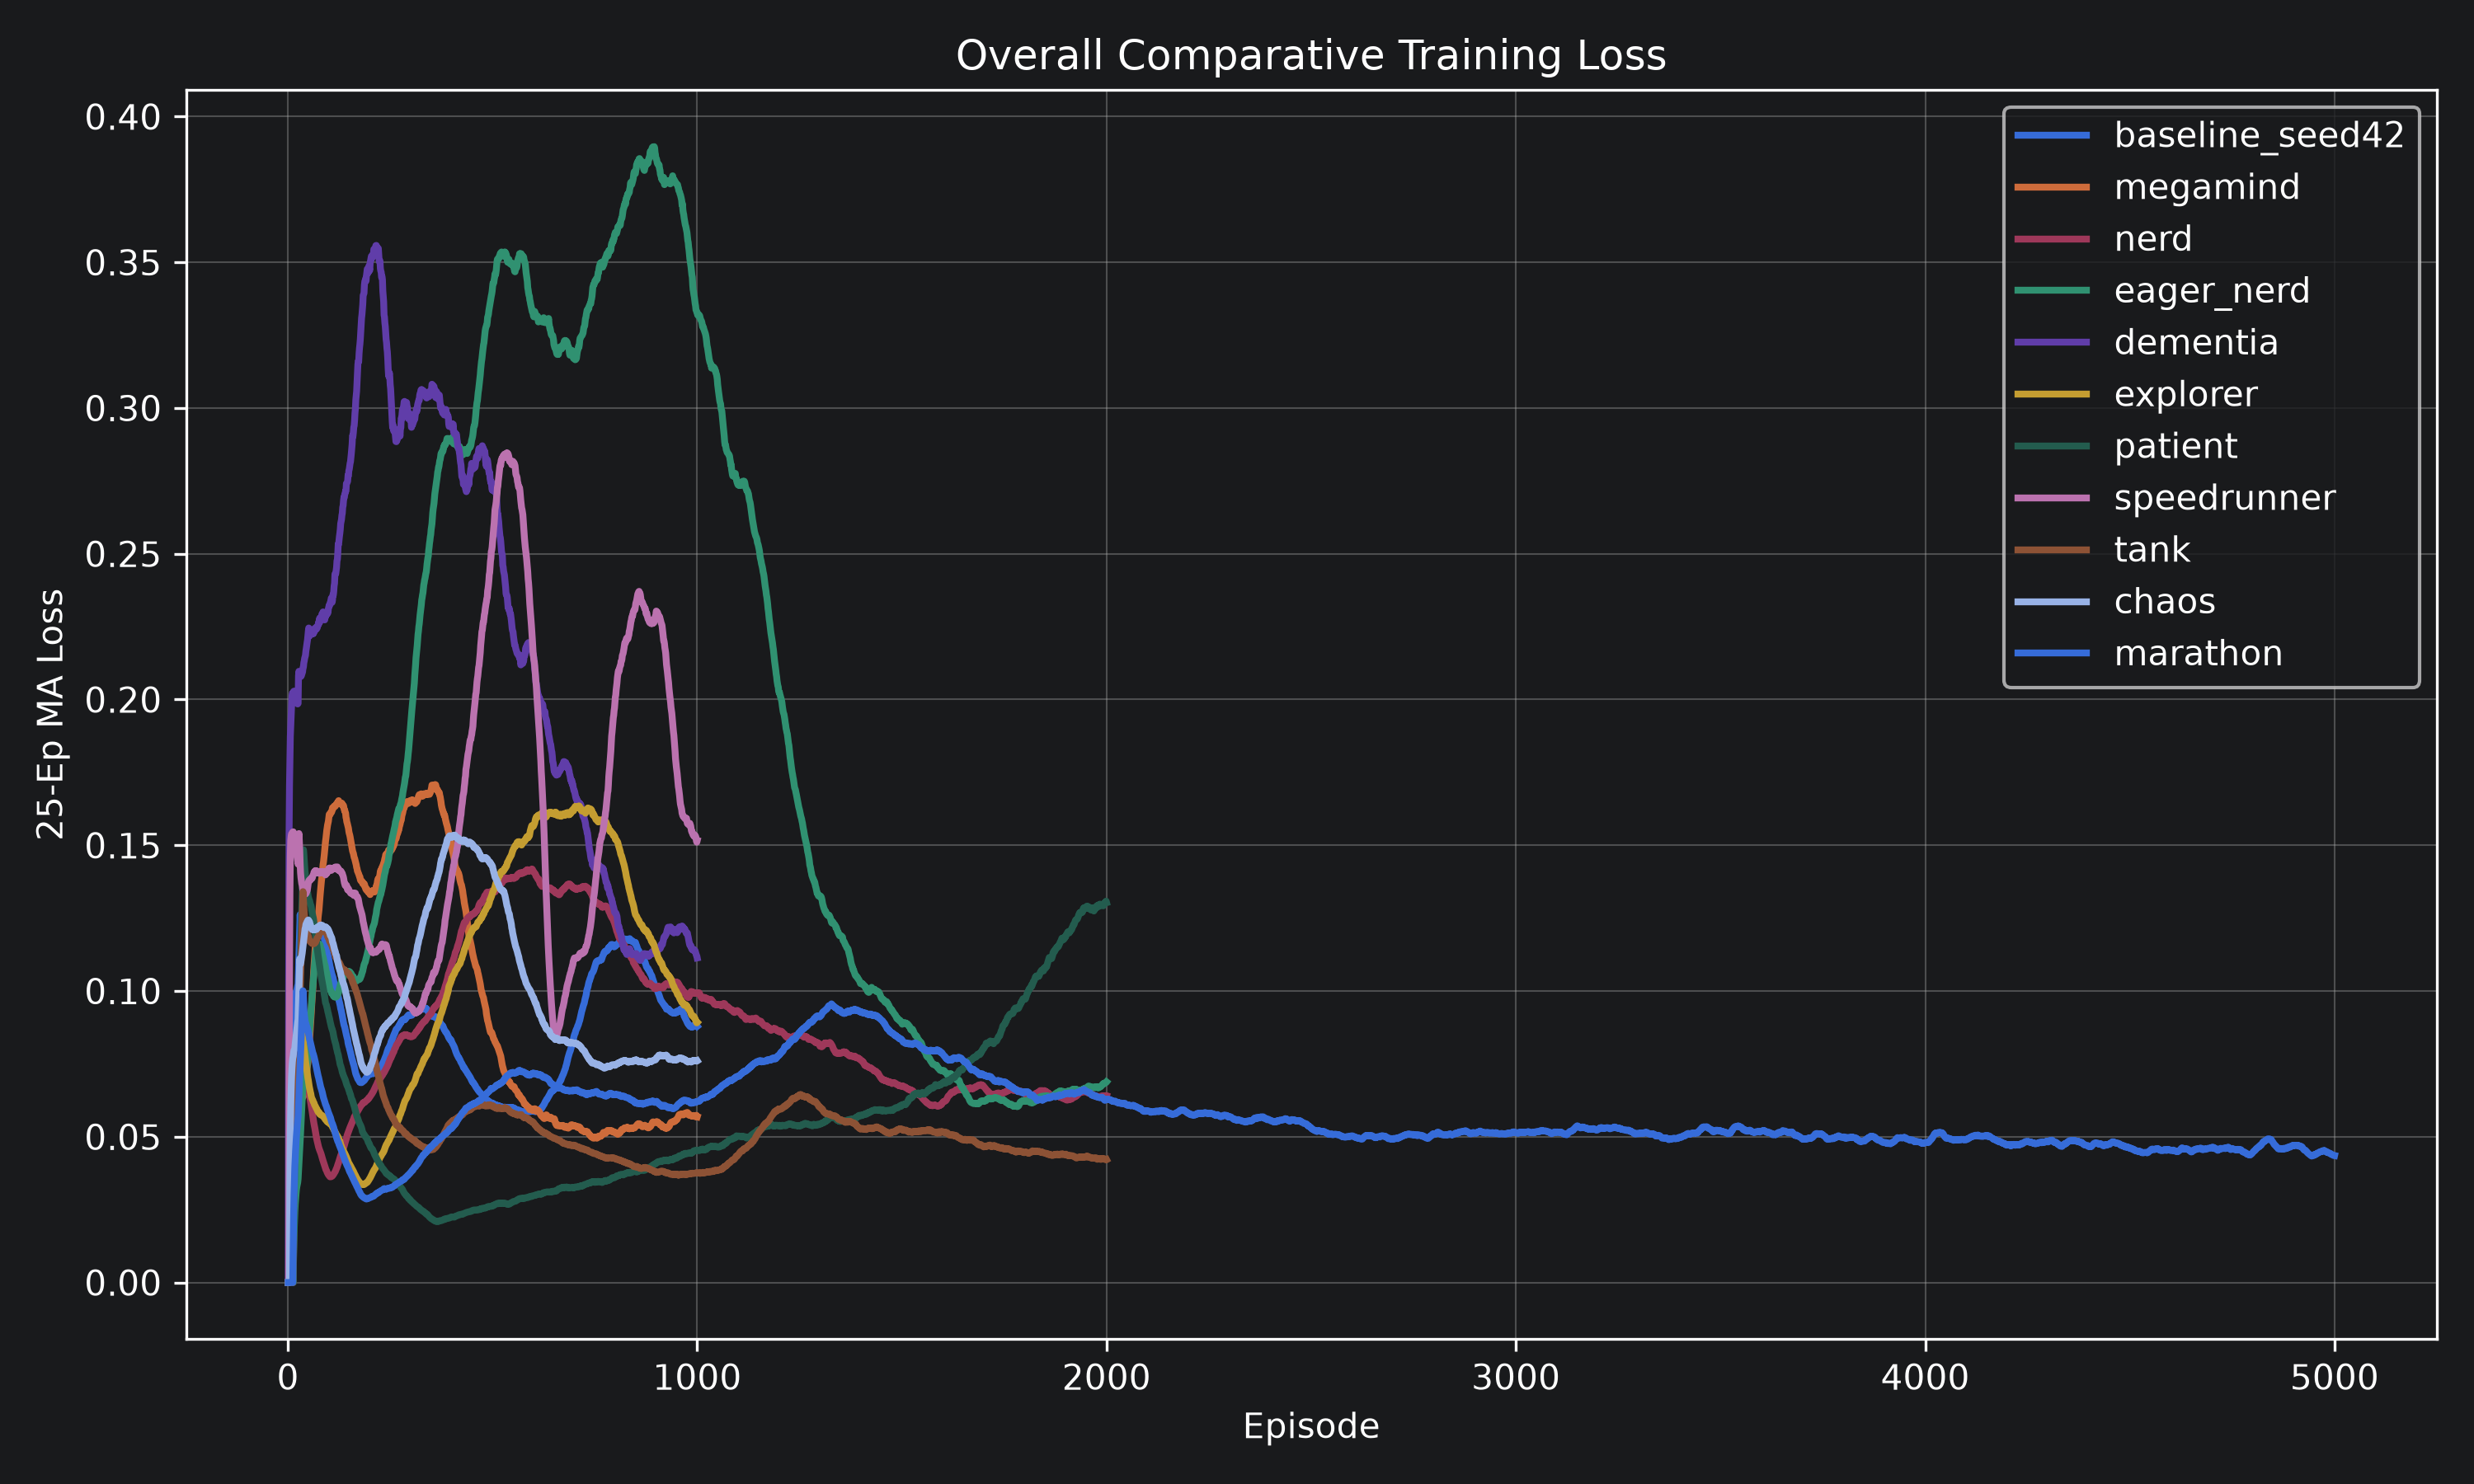 Overall Comparative Training Loss
0.40
0.35
0.30
0.25
0.20
0.15
0.10
0.05
0.00
25-Ep MA Loss
baseline_seed42
megamind
nerd
eager_nerd
dementia
explorer
patient
speedrunner
tank
chaos
marathon
0 1000 2000 3000 4000 5000
Episode